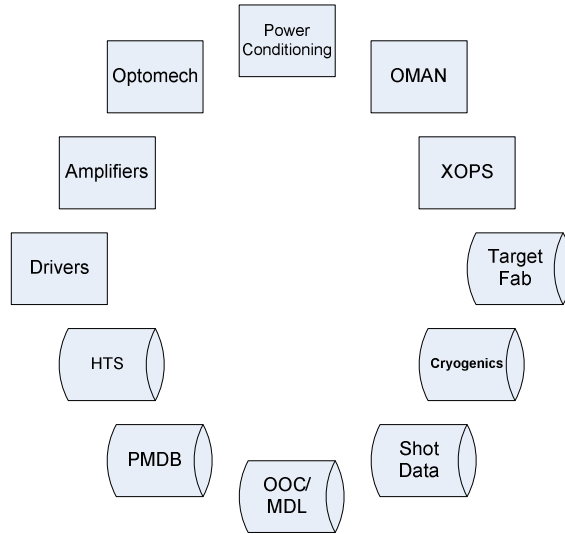 Power
Conditioning
Optomech
OMAN
Amplifiers
XOPS
Drivers
Target
Fab
HTS
Cryogenics
PMDB
Shot
Data
OOC/
MDL